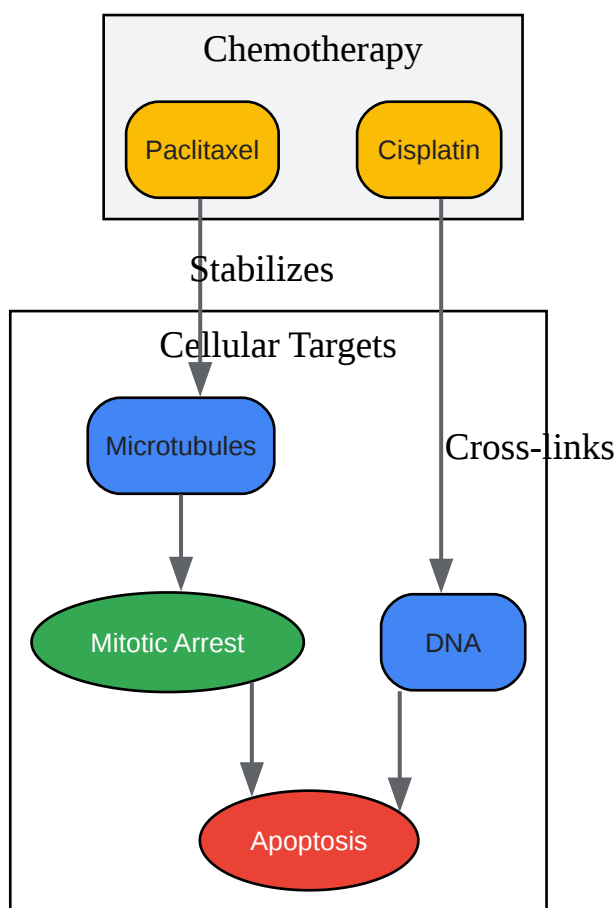 Chemotherapy
Paclitaxel
Cisplatin
Stabilizes
Cellular Targets
Microtubules
Cross-links
Mitotic Arrest
DNA
Apoptosis